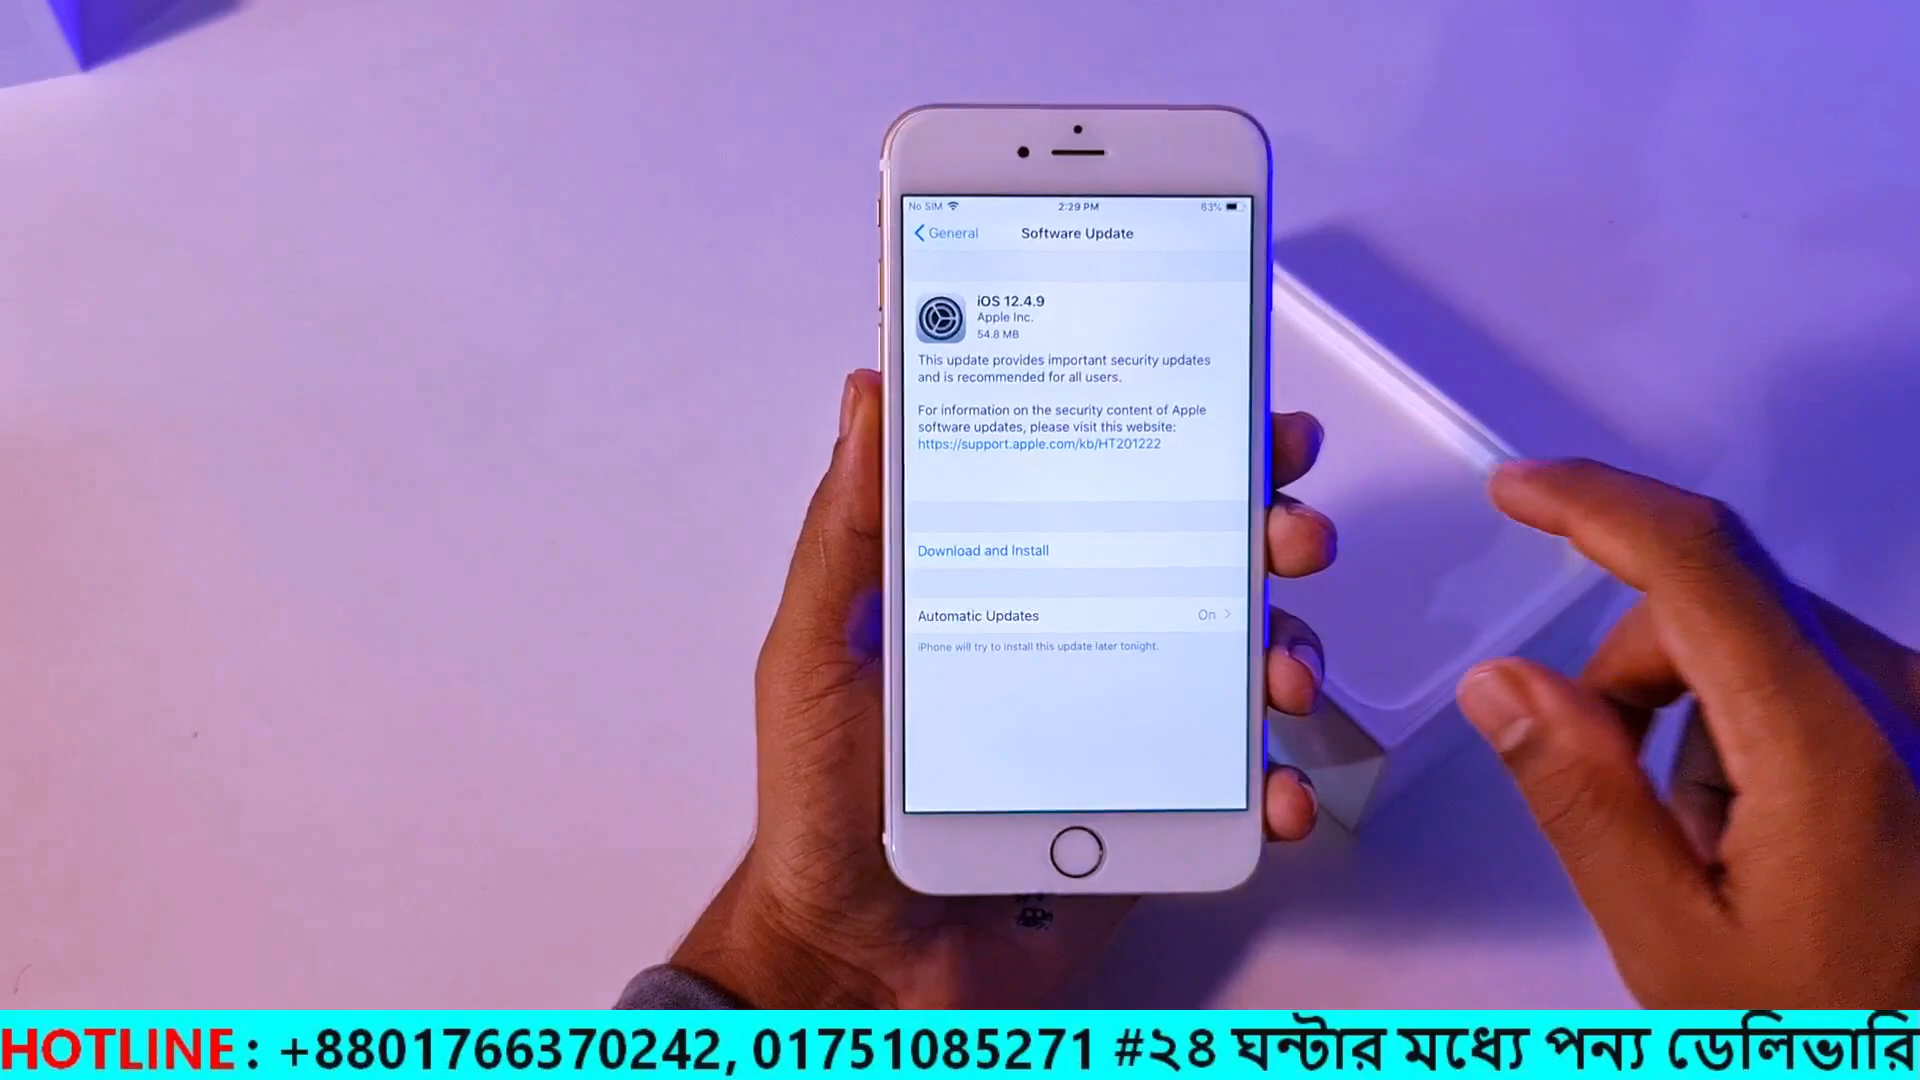 No SIM 2:29 PM 63%
General Software Update
iOS 12.4.9
Apple Inc.
54.8 MB
This update provides important security updates
and is recommended for all users.
For information on the security content of Apple
software updates, please visit this website:
https://support.apple.com/kb/HT201222
Download and Install
Automatic Updates On
iPhone will try to install this update later tonight.
HOTLINE : +8801766370242, 01751085271 #২৪ ঘন্টার মধ্যে পন্য ডেলিভারি